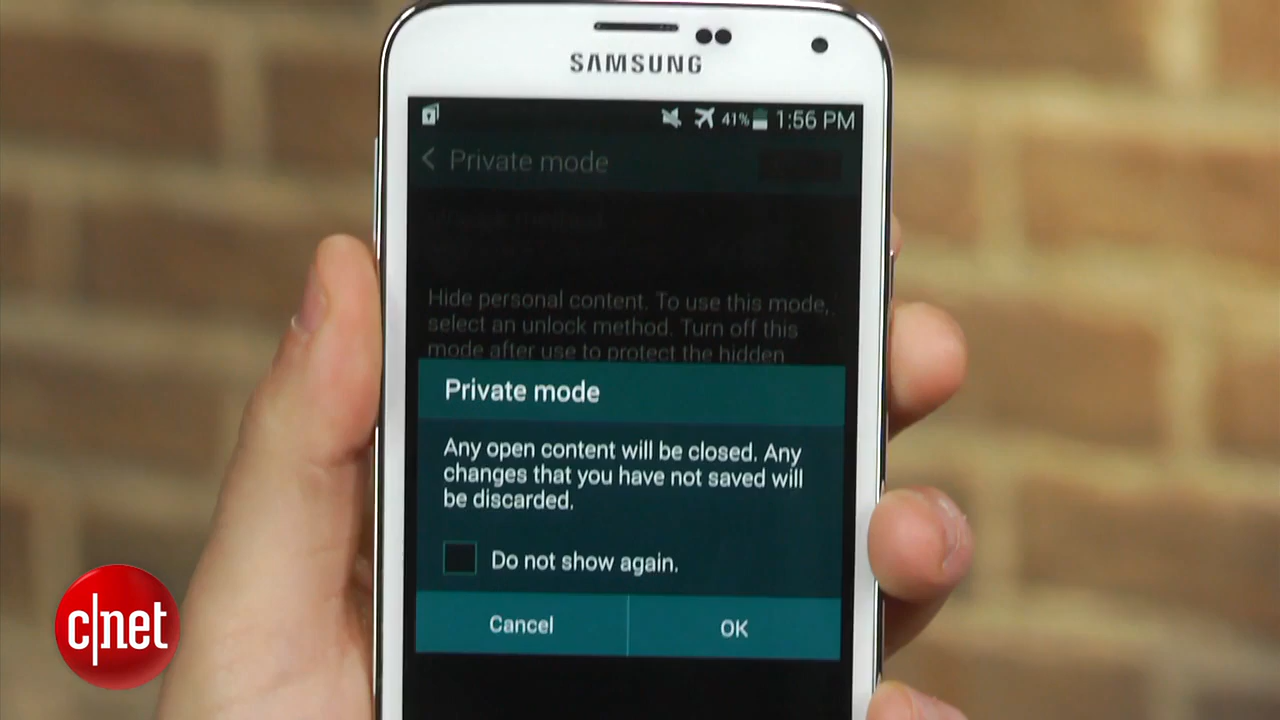 SAMSUNG
41% 1:56 PM
Private mode
Hide personal content. To use this mode,
select an unlock method. Turn off this
mode after use to protect the hidden
Private mode
Any open content will be closed. Any
changes that you have not saved will
be discarded.
Do not show again.
Cancel OK
c|net